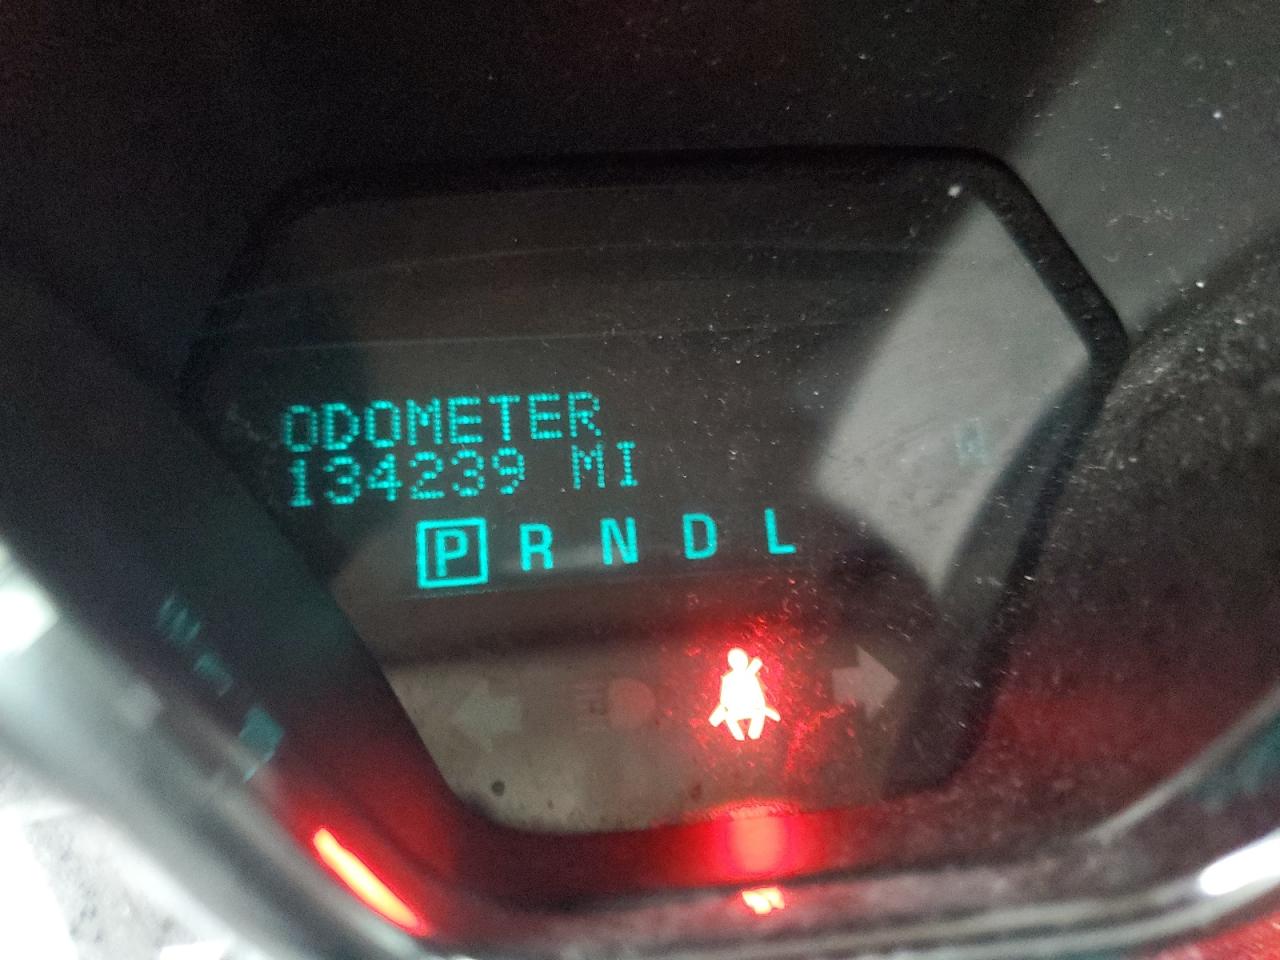 ODOMETER
134239 MI
P R N D L